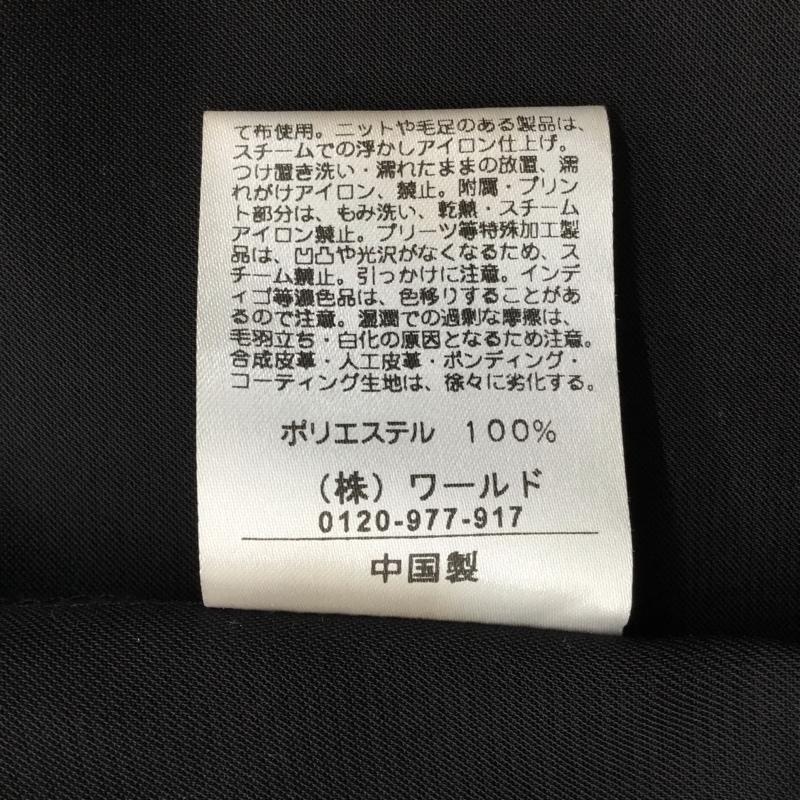 て布使用。ニットや毛足のある製品は、
スチームでの浮かしアイロン仕上げ。
つけ置き洗い・濡れたままの放置、濡
れがけアイロン、禁止。附属・プリン
ト部分は、もみ洗い、乾熱・スチーム
アイロン禁止。プリーツ等特殊加工製
品は、凹凸や光沢がなくなるため、ス
チーム禁止。引っかけに注意。インデ
ィゴ等濃色品は、色移りすることがあ
るので注意。湿潤での過剰な摩擦は、
毛羽立ち・白化の原因となるため注意。
合成皮革・人工皮革・ボンディング・
コーティング生地は、徐々に劣化する。
ポリエステル 100%
(株)ワールド
0120-977-917
中国製